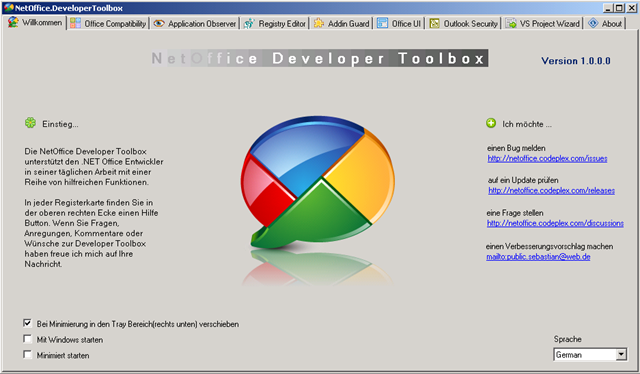 NetOffice.DeveloperToolbox
Willkommen Office Compatibility Application Observer Registry Editor Addin Guard Office UI Outlook Security VS Project Wizard About
NetOffice Developer Toolbox
Version 1.0.0.0
Einstieg...
Die NetOffice Developer Toolbox
unterstützt den .NET Office Entwickler
in seiner täglichen Arbeit mit einer
Reihe von hilfreichen Funktionen.
In jeder Registerkarte finden Sie in
der oberen rechten Ecke einen Hilfe
Button. Wenn Sie Fragen,
Anregungen, Kommentare oder
Wünsche zur Developer Toolbox
haben freue ich mich auf Ihre
Nachricht.
Ich möchte ...
einen Bug melden
http://netoffice.codeplex.com/issues
auf ein Update prüfen
http://netoffice.codeplex.com/releases
eine Frage stellen
http://netoffice.codeplex.com/discussions
einen Verbesserungsvorschlag machen
mailto:public.sebastian@web.de
Bei Minimierung in den Tray Bereich(rechts unten) verschieben
Mit Windows starten
Minimiert starten
Sprache
German